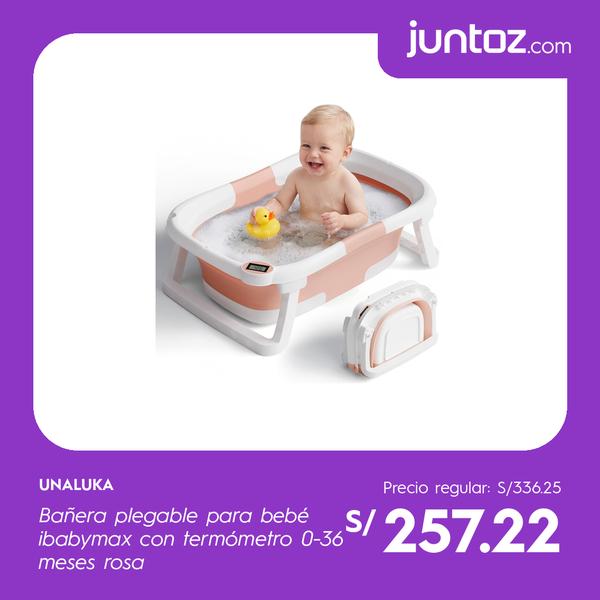 juntoz.com
UNALUKA
Bañera plegable para bebé
ibabymax con termómetro 0-36
meses rosa
Precio regular: S/336.25
S/ 257.22